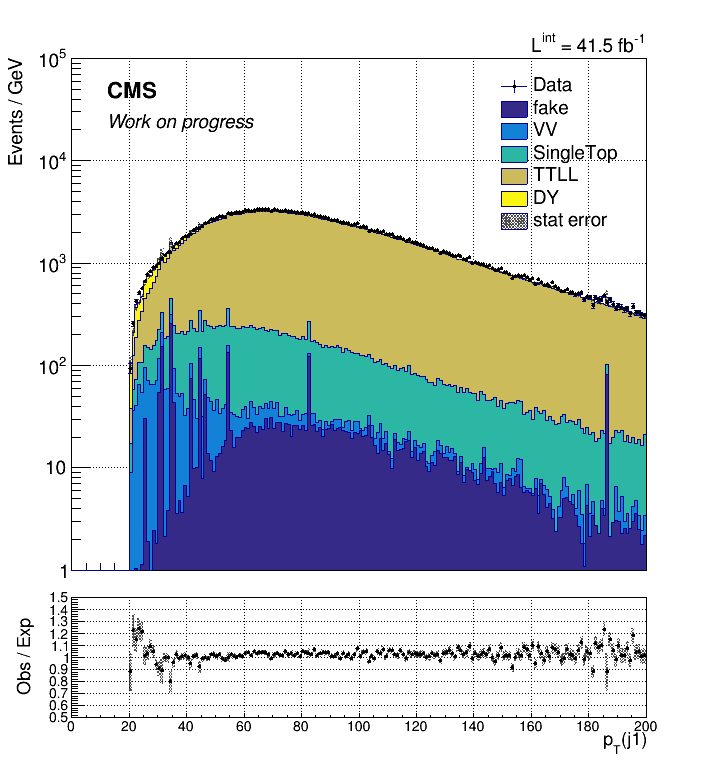 L^int = 41.5 fb^-1
Events / GeV
10^5
10^4
10^3
10^2
10
1
CMS
Work on progress
Data
fake
VV
SingleTop
TTLL
DY
stat error
Obs / Exp
1.5
1.4
1.3
1.2
1.1
1
0.9
0.8
0.7
0.6
0.5
0 20 40 60 80 100 120 140 160 180 200
p_T(j1)